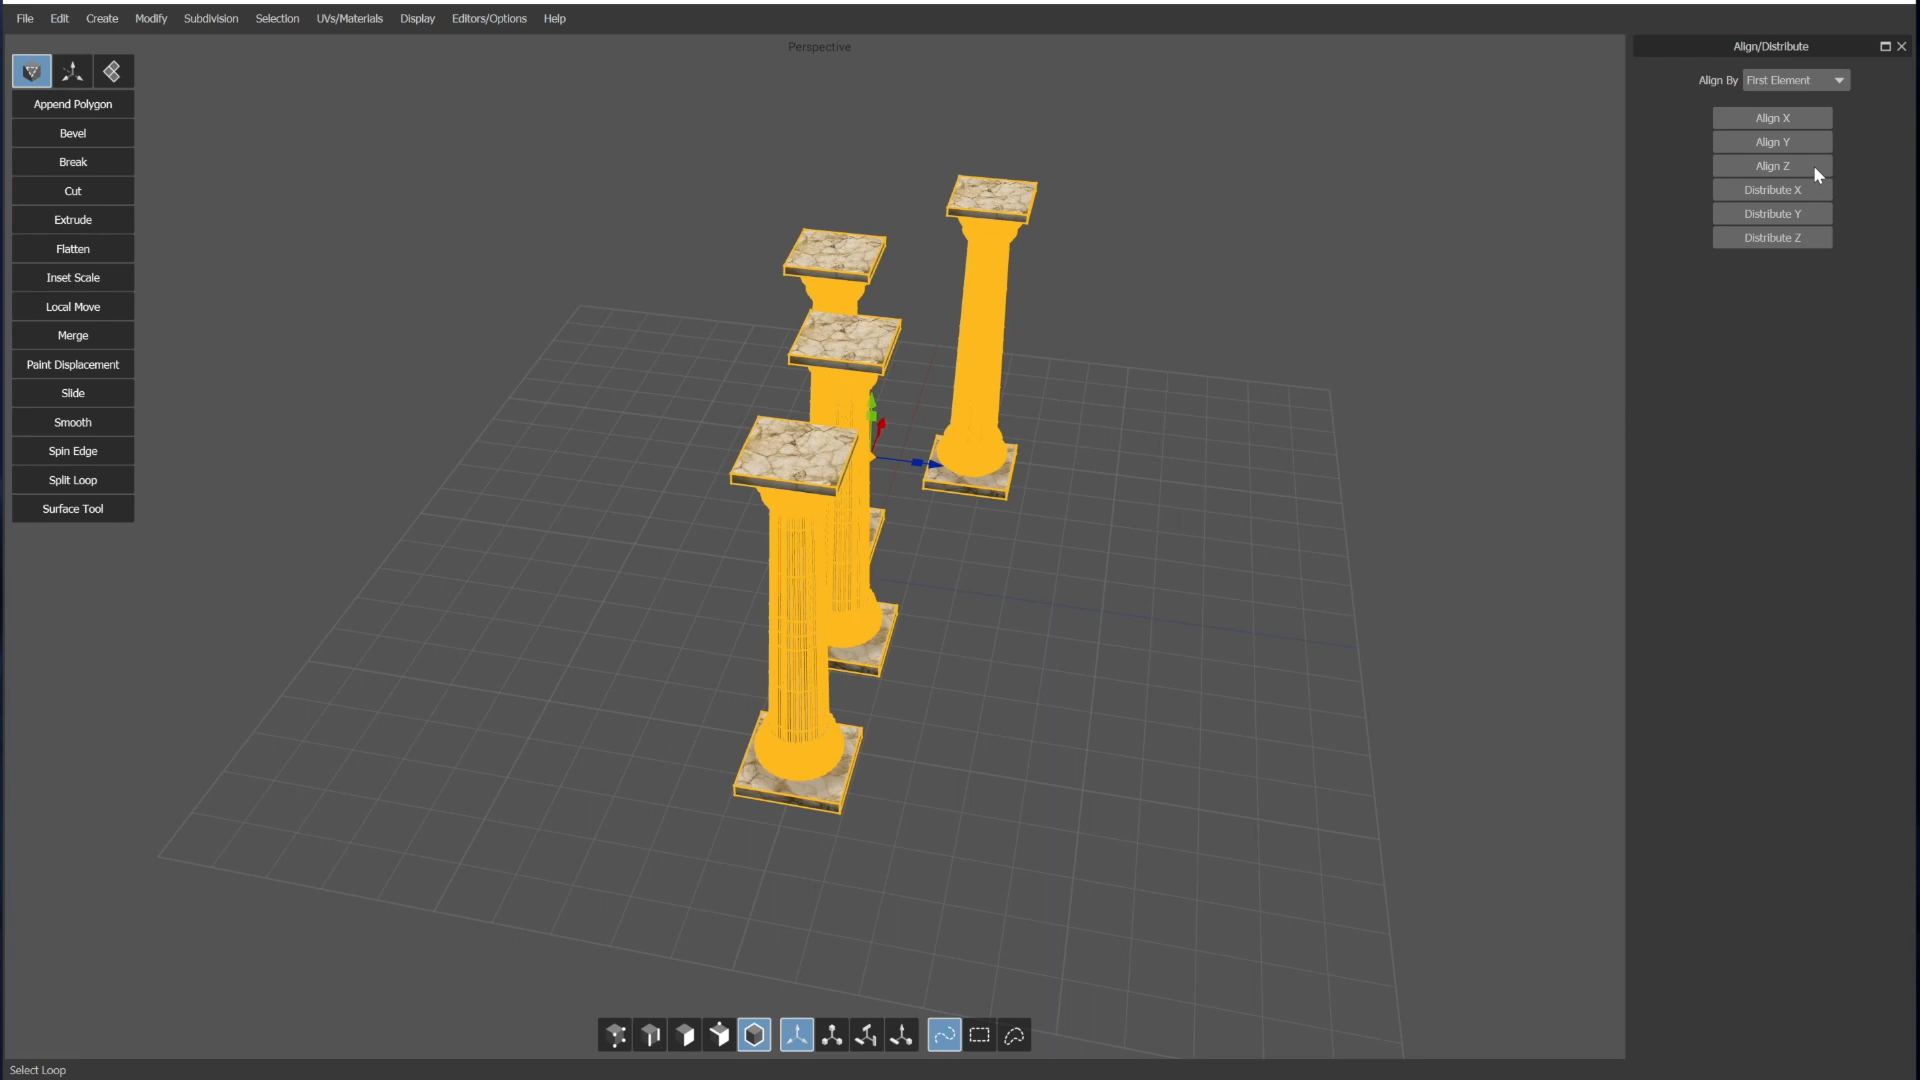 File Edit Create Modify Subdivision Selection UVs/Materials Display Editors/Options Help
Perspective
Align/Distribute
Align By First Element
Align X
Align Y
Align Z
Distribute X
Distribute Y
Distribute Z
Append Polygon
Bevel
Break
Cut
Extrude
Flatten
Inset Scale
Local Move
Merge
Paint Displacement
Slide
Smooth
Spin Edge
Split Loop
Surface Tool
Select Loop